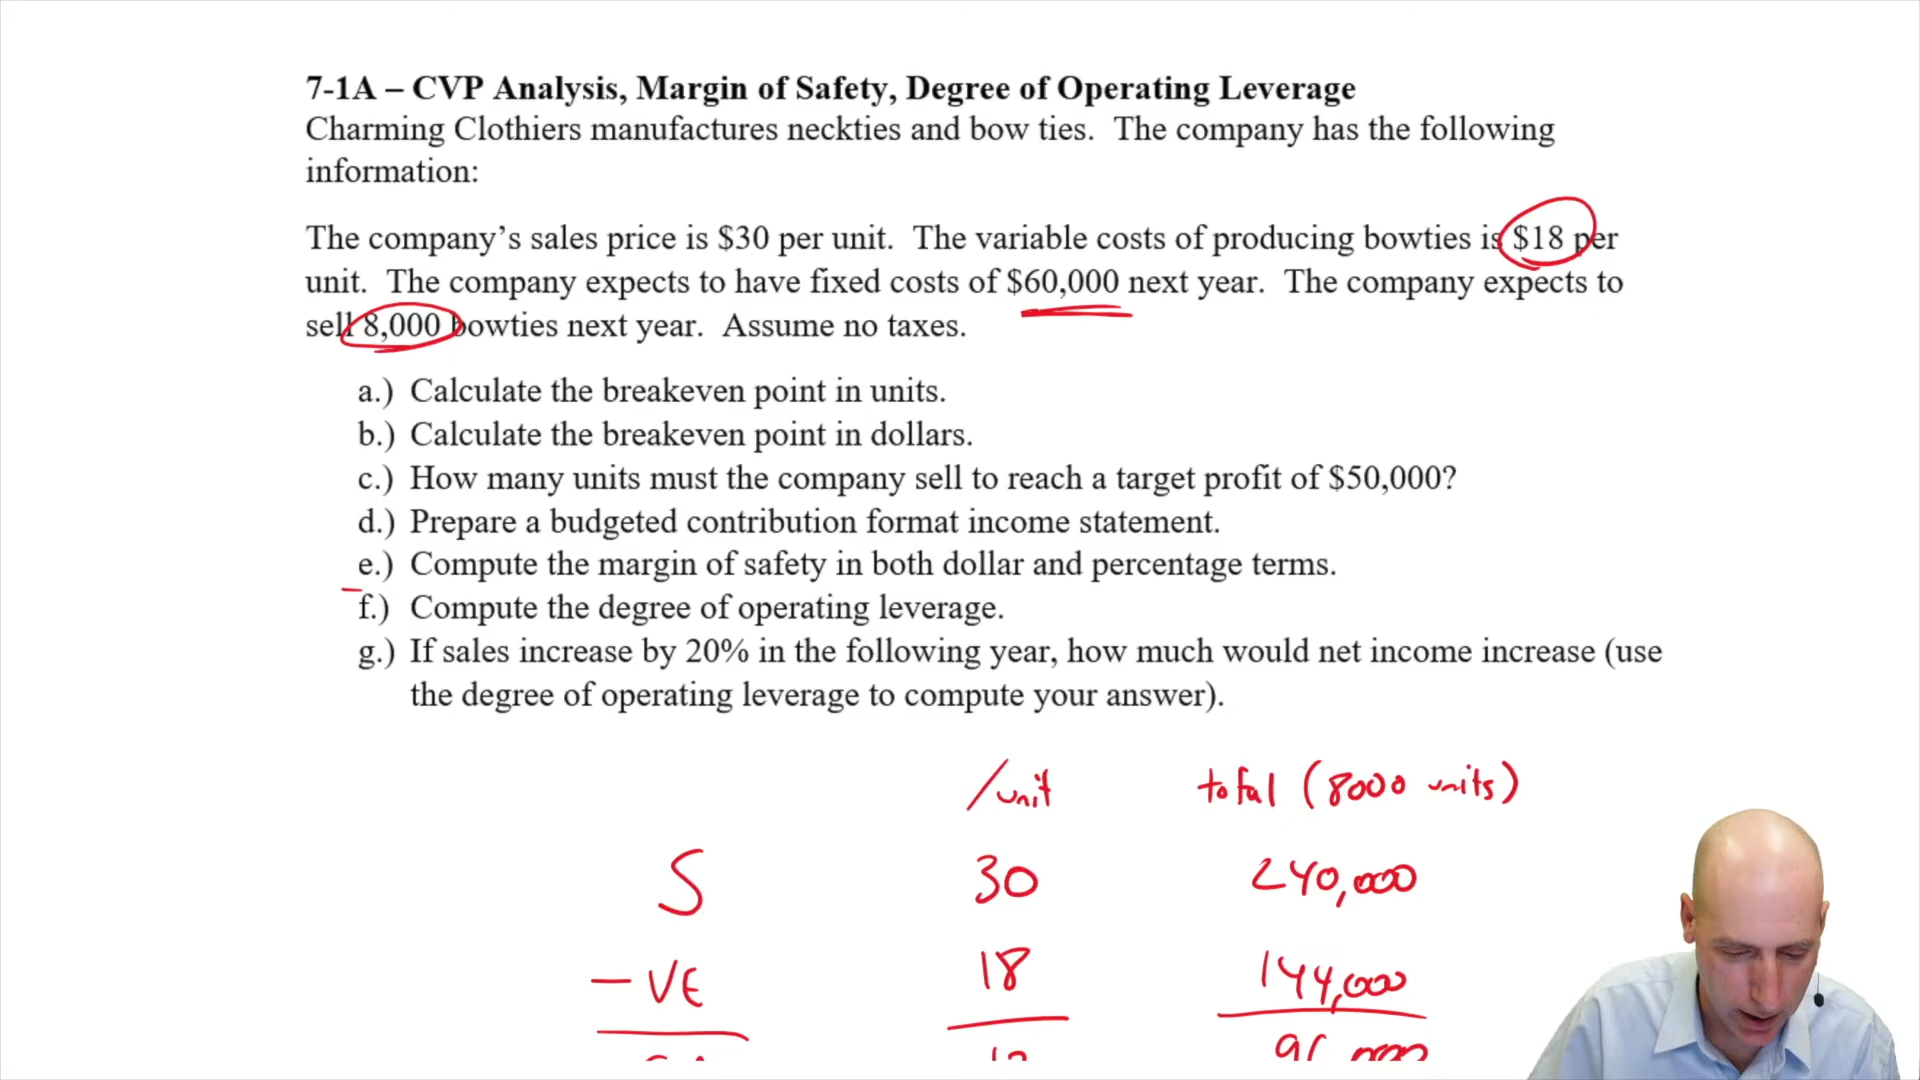 7-1A – CVP Analysis, Margin of Safety, Degree of Operating Leverage
Charming Clothiers manufactures neckties and bow ties. The company has the following
information:
The company’s sales price is $30 per unit. The variable costs of producing bowties is $18 per
unit. The company expects to have fixed costs of $60,000 next year. The company expects to
sell 8,000 bowties next year. Assume no taxes.
a.) Calculate the breakeven point in units.
b.) Calculate the breakeven point in dollars.
c.) How many units must the company sell to reach a target profit of $50,000?
d.) Prepare a budgeted contribution format income statement.
e.) Compute the margin of safety in both dollar and percentage terms.
f.) Compute the degree of operating leverage.
g.) If sales increase by 20% in the following year, how much would net income increase (use
the degree of operating leverage to compute your answer).
/unit total (8000 units)
S 30 240,000
- VE 18 144,000